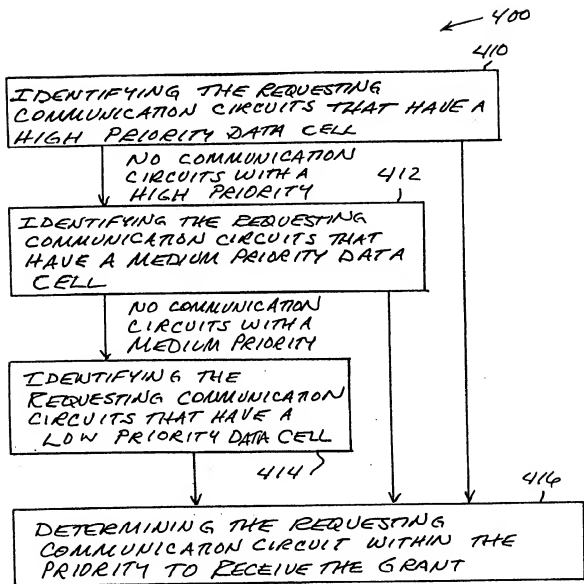 400
410
IDENTIFYING THE REQUESTING
COMMUNICATION CIRCUITS THAT HAVE A
HIGH PRIORITY DATA CELL
NO COMMUNICATION
CIRCUITS WITH A
HIGH PRIORITY
412
IDENTIFYING THE REQUESTING
COMMUNICATION CIRCUITS THAT
HAVE A MEDIUM PRIORITY DATA
CELL
NO COMMUNICATION
CIRCUITS WITH A
MEDIUM PRIORITY
IDENTIFYING THE
REQUESTING COMMUNICATION
CIRCUITS THAT HAVE A
LOW PRIORITY DATA CELL
414
416
DETERMINING THE REQUESTING
COMMUNICATION CIRCUIT WITHIN THE
PRIORITY TO RECEIVE THE GRANT